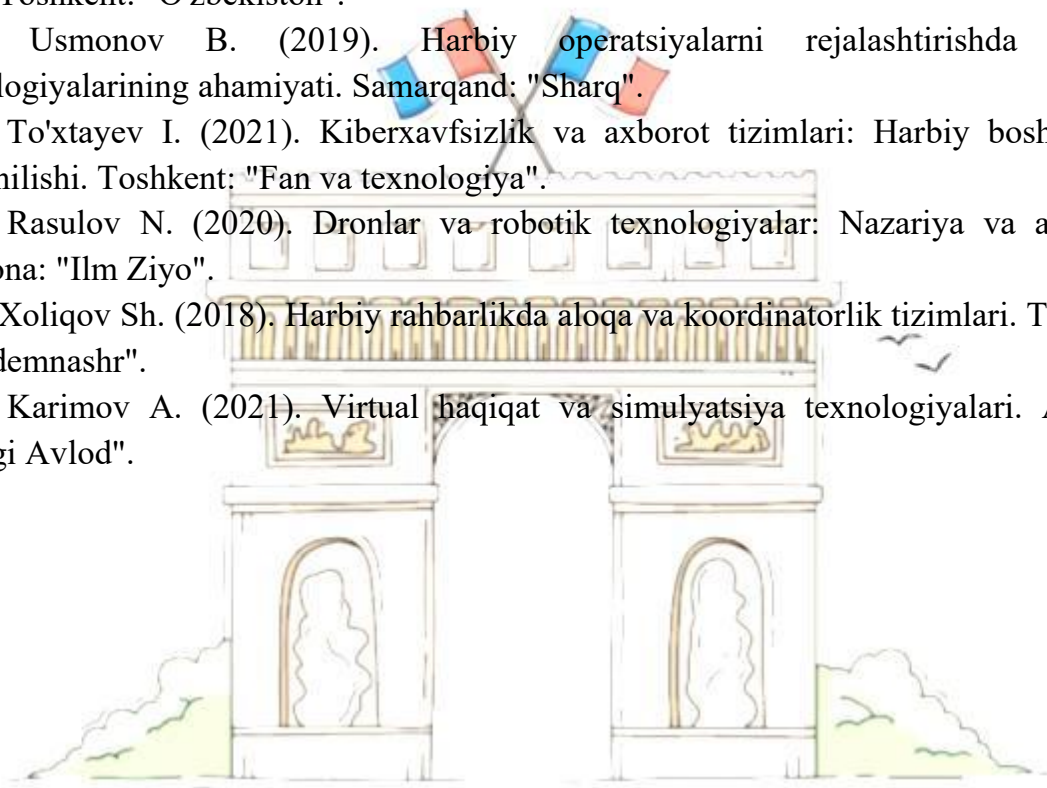 Toshkent: "O'zbekiston".
Usmonov B. (2019). Harbiy operatsiyalarni rejalashtirishda
logiyalarining ahamiyati. Samarqand: "Sharq".
To'xtayev I. (2021). Kiberxavfsizlik va axborot tizimlari: Harbiy bosh
nilishi. Toshkent: "Fan va texnologiya".
Rasulov N. (2020). Dronlar va robotik texnologiyalar: Nazariya va a
ona: "Ilm Ziyo".
Xoliqov Sh. (2018). Harbiy rahbarlikda aloqa va koordinatorlik tizimlari. T
demnashr".
Karimov A. (2021). Virtual haqiqat va simulyatsiya texnologiyalari.
gi Avlod".